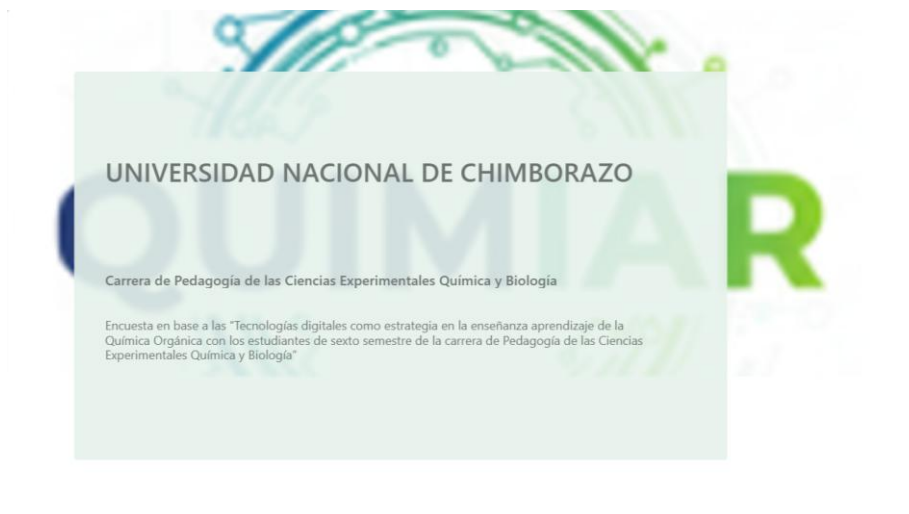 UNIVERSIDAD NACIONAL DE CHIMBORAZO
QUIMIAR
Carrera de Pedagogía de las Ciencias Experimentales Química y Biología
Encuesta en base a las "Tecnologías digitales como estrategia en la enseñanza aprendizaje de la
Química Orgánica con los estudiantes de sexto semestre de la carrera de Pedagogía de las Ciencias
Experimentales Química y Biología"